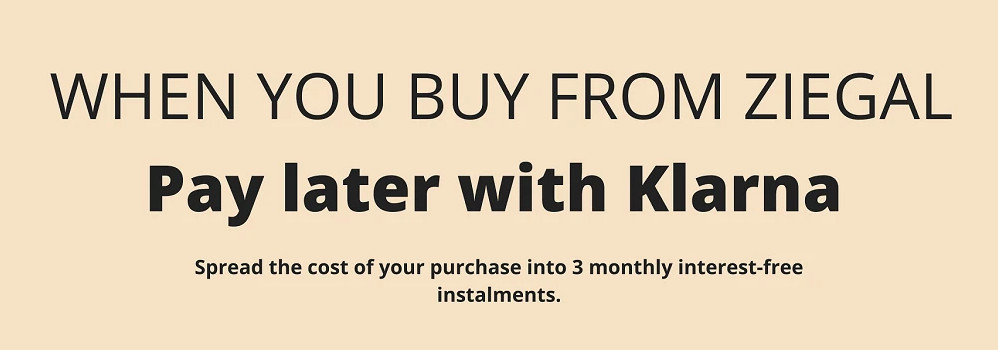 WHEN YOU BUY FROM ZIEGAL
Pay later with Klarna
Spread the cost of your purchase into 3 monthly interest-free
instalments.